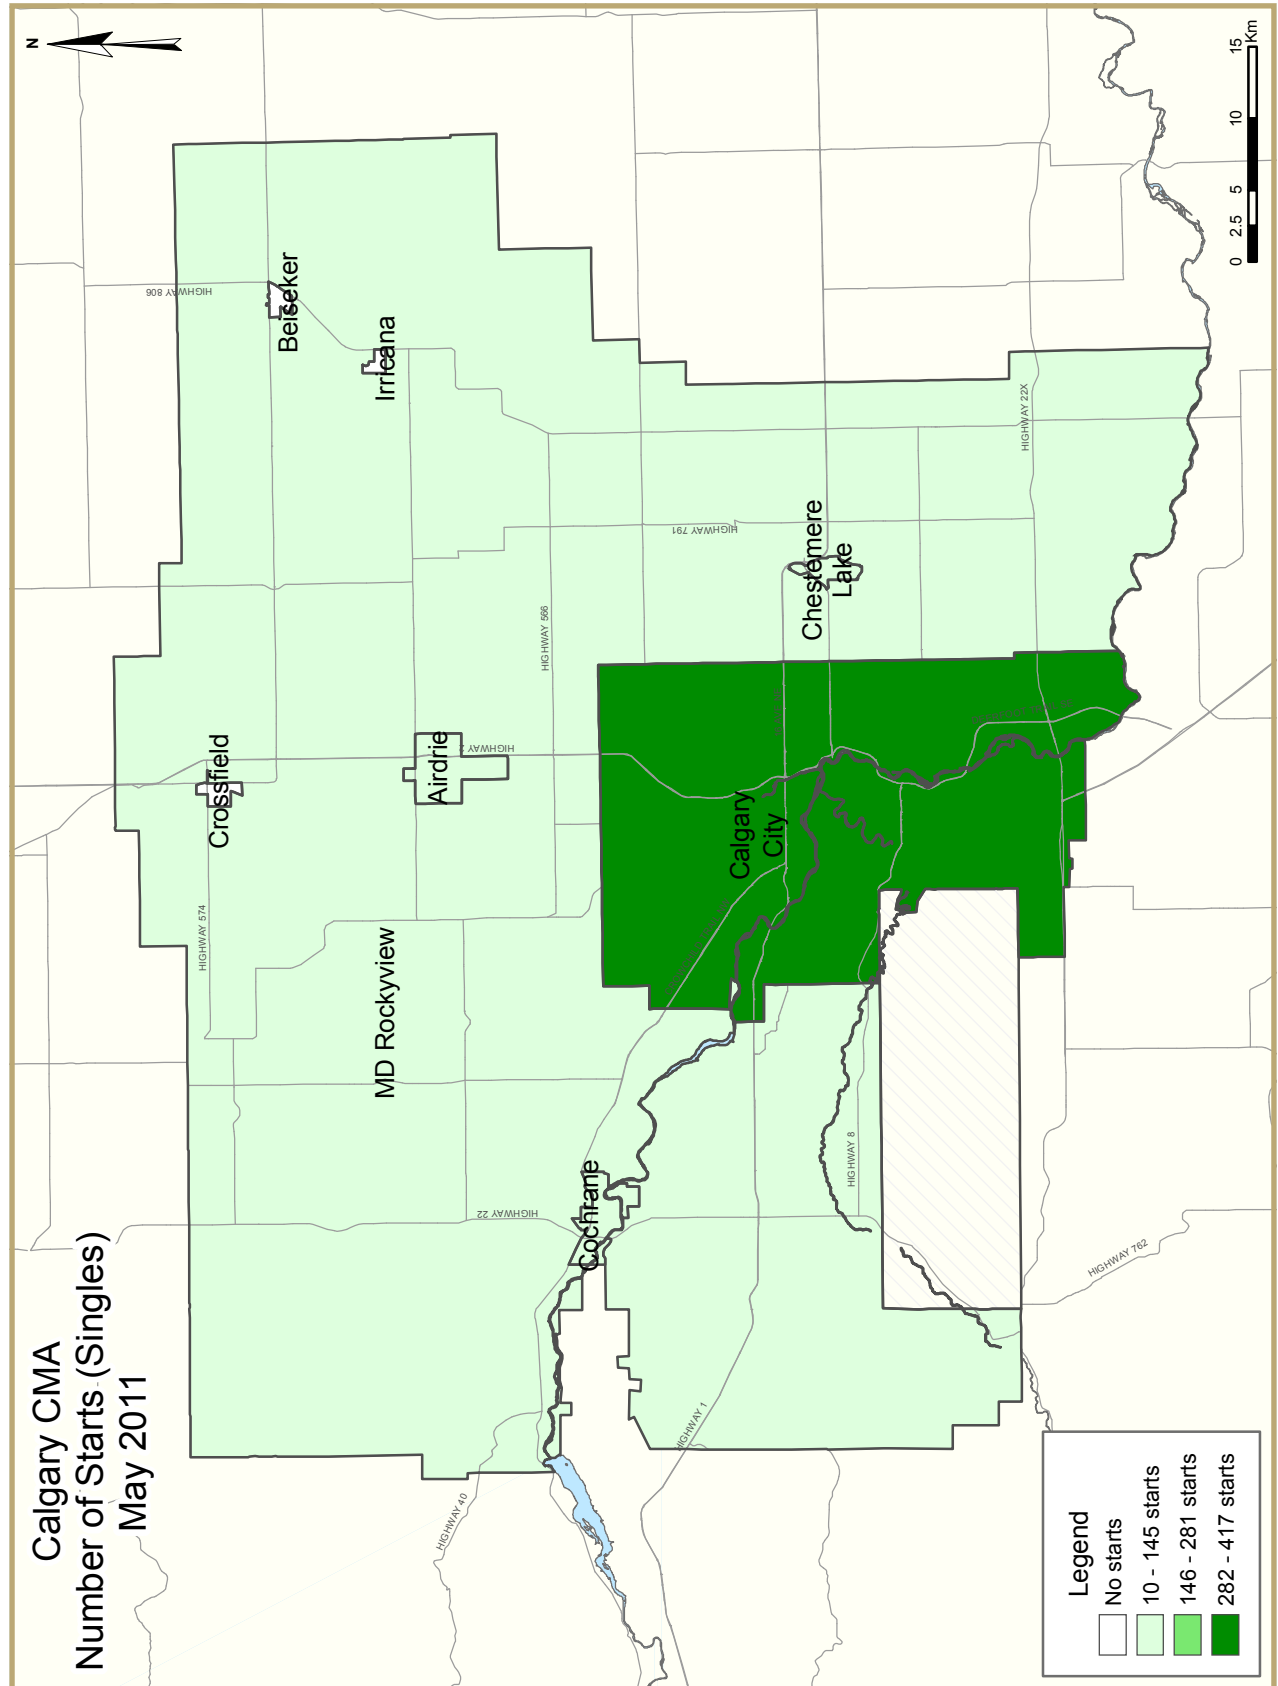 Calgary CMA
Number of Starts (Singles)
May 2011
N
HIGHWAY 806
Beiseker
Irricana
HIGHWAY 22X
HIGHWAY 791
Chestemere
Lake
HIGHWAY 566
Crossfield
Airdrie
HIGHWAY 2
Calgary
City
HIGHWAY 574
MD Rockyview
HIGHWAY 8
Cochrane
HIGHWAY 22
HIGHWAY 762
HIGHWAY 1
HIGHWAY 40
Legend
No starts
10 - 145 starts
146 - 281 starts
282 - 417 starts
0 2.5 5 10 15
Km